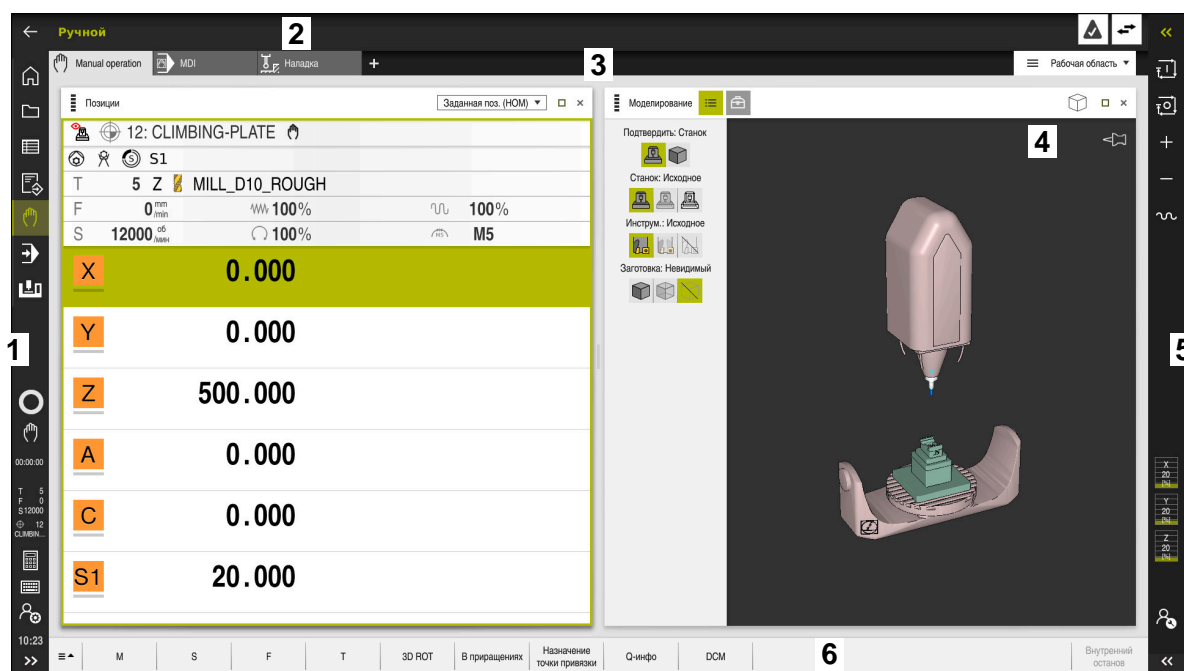 Ручной
2
Manual operation
MDI
Наладка
+
3
Рабочая область
Позиции
Заданная поз. (НОМ)
12: CLIMBING-PLATE
S1
T 5 Z MILL_D10_ROUGH
F 0 mm/min 100% 100%
S 12000 об/мин 100% M5
X 0.000
Y 0.000
Z 500.000
A 0.000
C 0.000
S1 20.000
Моделирование
Подтвердить: Станок
Станок: Исходное
Инструм.: Исходное
Заготовка: Невидимый
4
1
5
00:00:00
T 5
F 0
S 12000
12
CLIMBIN...
10:23
X
20
[%]
Y
20
[%]
Z
20
[%]
M
S
F
T
3D ROT
В приращениях
Назначение
точки привязки
Q-инфо
DCM
6
Внутренний
останов